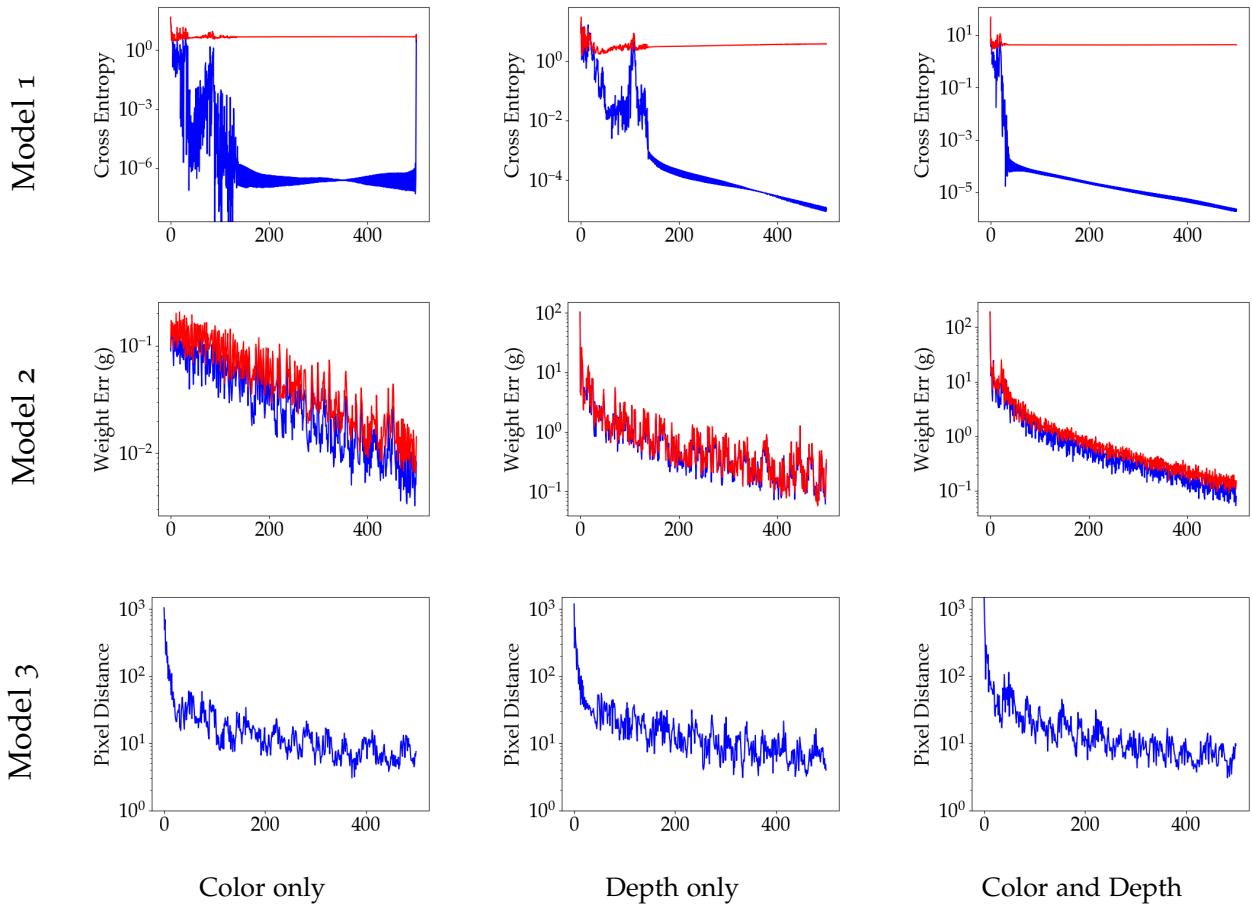 Model 1
Cross Entropy
10^0
10^-3
10^-6
0 200 400
Cross Entropy
10^0
10^-2
10^-4
0 200 400
Cross Entropy
10^1
10^-1
10^-3
10^-5
0 200 400
Model 2
Weight Err (g)
10^-1
10^-2
0 200 400
Weight Err (g)
10^2
10^1
10^0
10^-1
0 200 400
Weight Err (g)
10^2
10^1
10^0
10^-1
0 200 400
Model 3
Pixel Distance
10^3
10^2
10^1
10^0
0 200 400
Pixel Distance
10^3
10^2
10^1
10^0
0 200 400
Pixel Distance
10^3
10^2
10^1
10^0
0 200 400
Color only
Depth only
Color and Depth